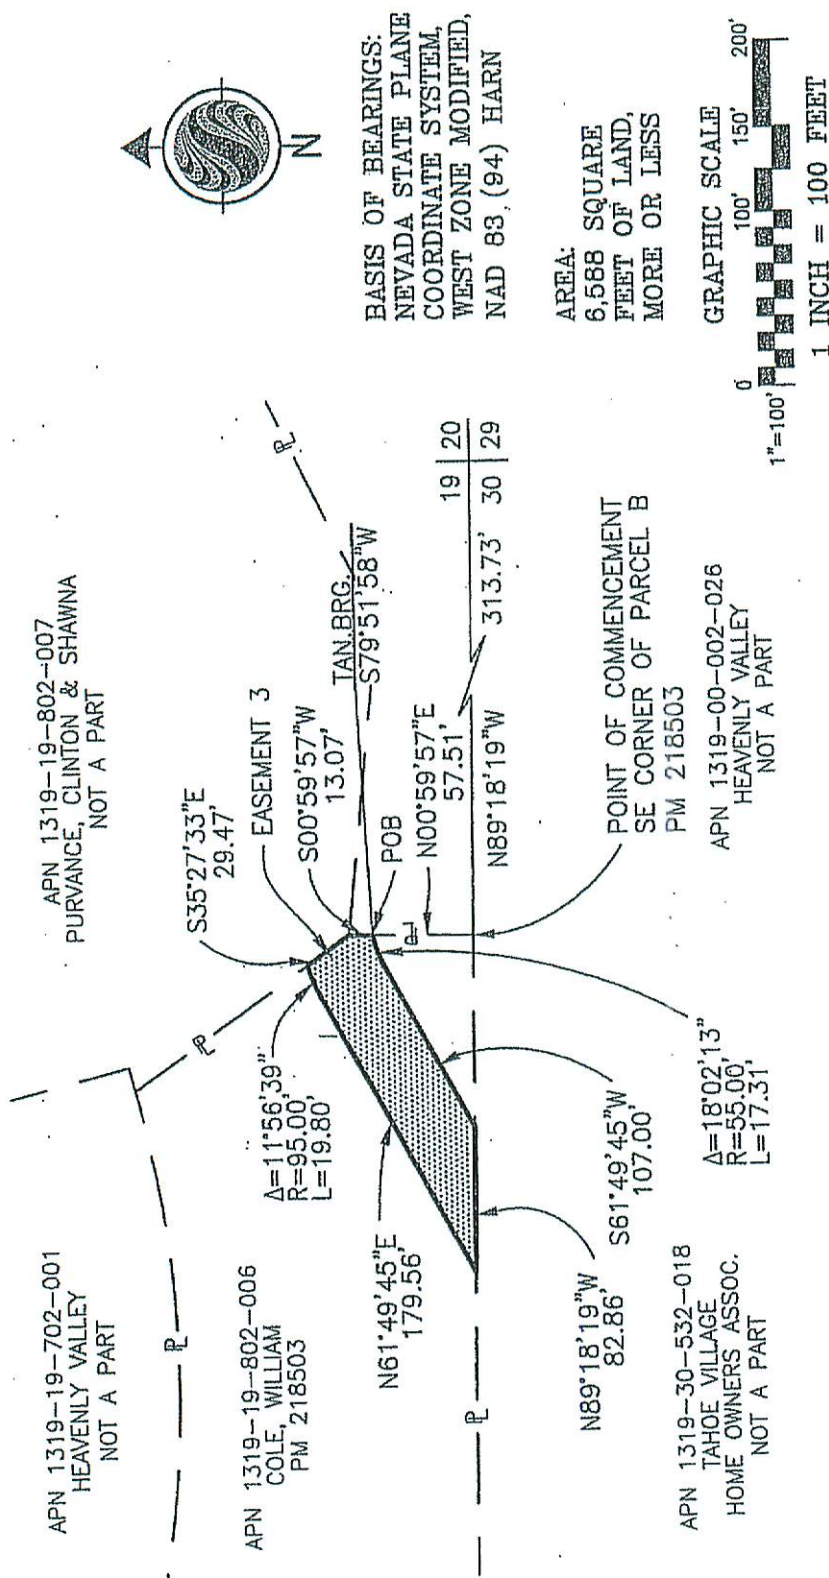 APN 1319-19-702-001
HEAVENLY VALLEY
NOT A PART
APN 1319-19-802-007
PURVANCE, CLINTON & SHAWNA
NOT A PART
N
BASIS OF BEARINGS:
NEVADA STATE PLANE
COORDINATE SYSTEM,
WEST ZONE MODIFIED,
NAD 83,(94) HARN
AREA:
6,588 SQUARE
FEET OF LAND,
MORE OR LESS
GRAPHIC SCALE
0 100' 150' 200'
1"=100'
1 INCH = 100 FEET
PL
PL
PL
APN 1319-19-802-006
COLE, WILLIAM
PM 218503
Δ=11°56'39"
R=95.00'
L=19.80'
S35°27'33"E
29.47'
EASEMENT 3
S00°59'57"W
13.07'
TAN.BRG.
S79°51'58"W
POB
N61°49'45"E
179.56'
N00°59'57"E
57.51'
PL
19 20
30 29
313.73'
N89°18'19"W
PL
N89°18'19"W
82.86'
S61°49'45"W
107.00'
POINT OF COMMENCEMENT
SE CORNER OF PARCEL B
PM 218503
Δ=18°02'13"
R=55.00'
L=17.31'
APN 1319-30-532-018
TAHOE VILLAGE
HOME OWNERS ASSOC.
NOT A PART
APN 1319-00-002-026
HEAVENLY VALLEY
NOT A PART